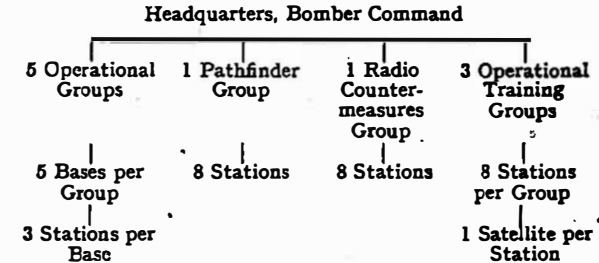 Headquarters, Bomber Command
5 Operational Groups
1 Pathfinder Group
1 Radio Counter-measures Group
3 Operational Training Groups
5 Bases per Group
8 Stations
8 Stations
8 Stations per Group
3 Stations per Base
1 Satellite per Station